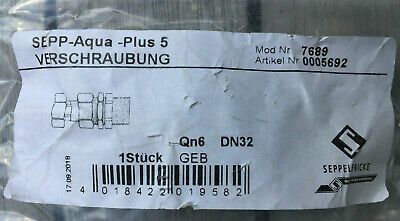 SEPP-Aqua -Plus 5
VERSCHRAUBUNG
Mod Nr 7689
Artikel Nr 0005692
Qn6 DN32
1Stück GEB
17.09.2018
4 018422 019582
SEPPELFRICKE